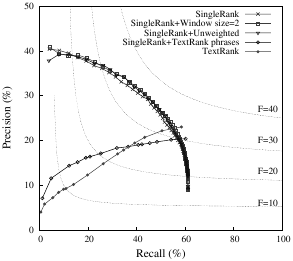 SingleRank
SingleRank+Window size=2
SingleRank+Unweighted
SingleRank+TextRank phrases
TextRank
F=40
F=30
F=20
F=10
50
40
30
20
10
0
0 20 40 60 80 100
Precision (%)
Recall (%)